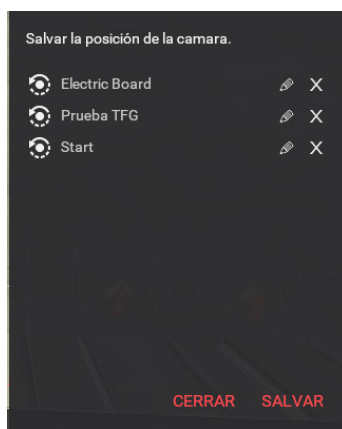 Salvar la posición de la camara.
Electric Board
Prueba TFG
Start
CERRAR SALVAR